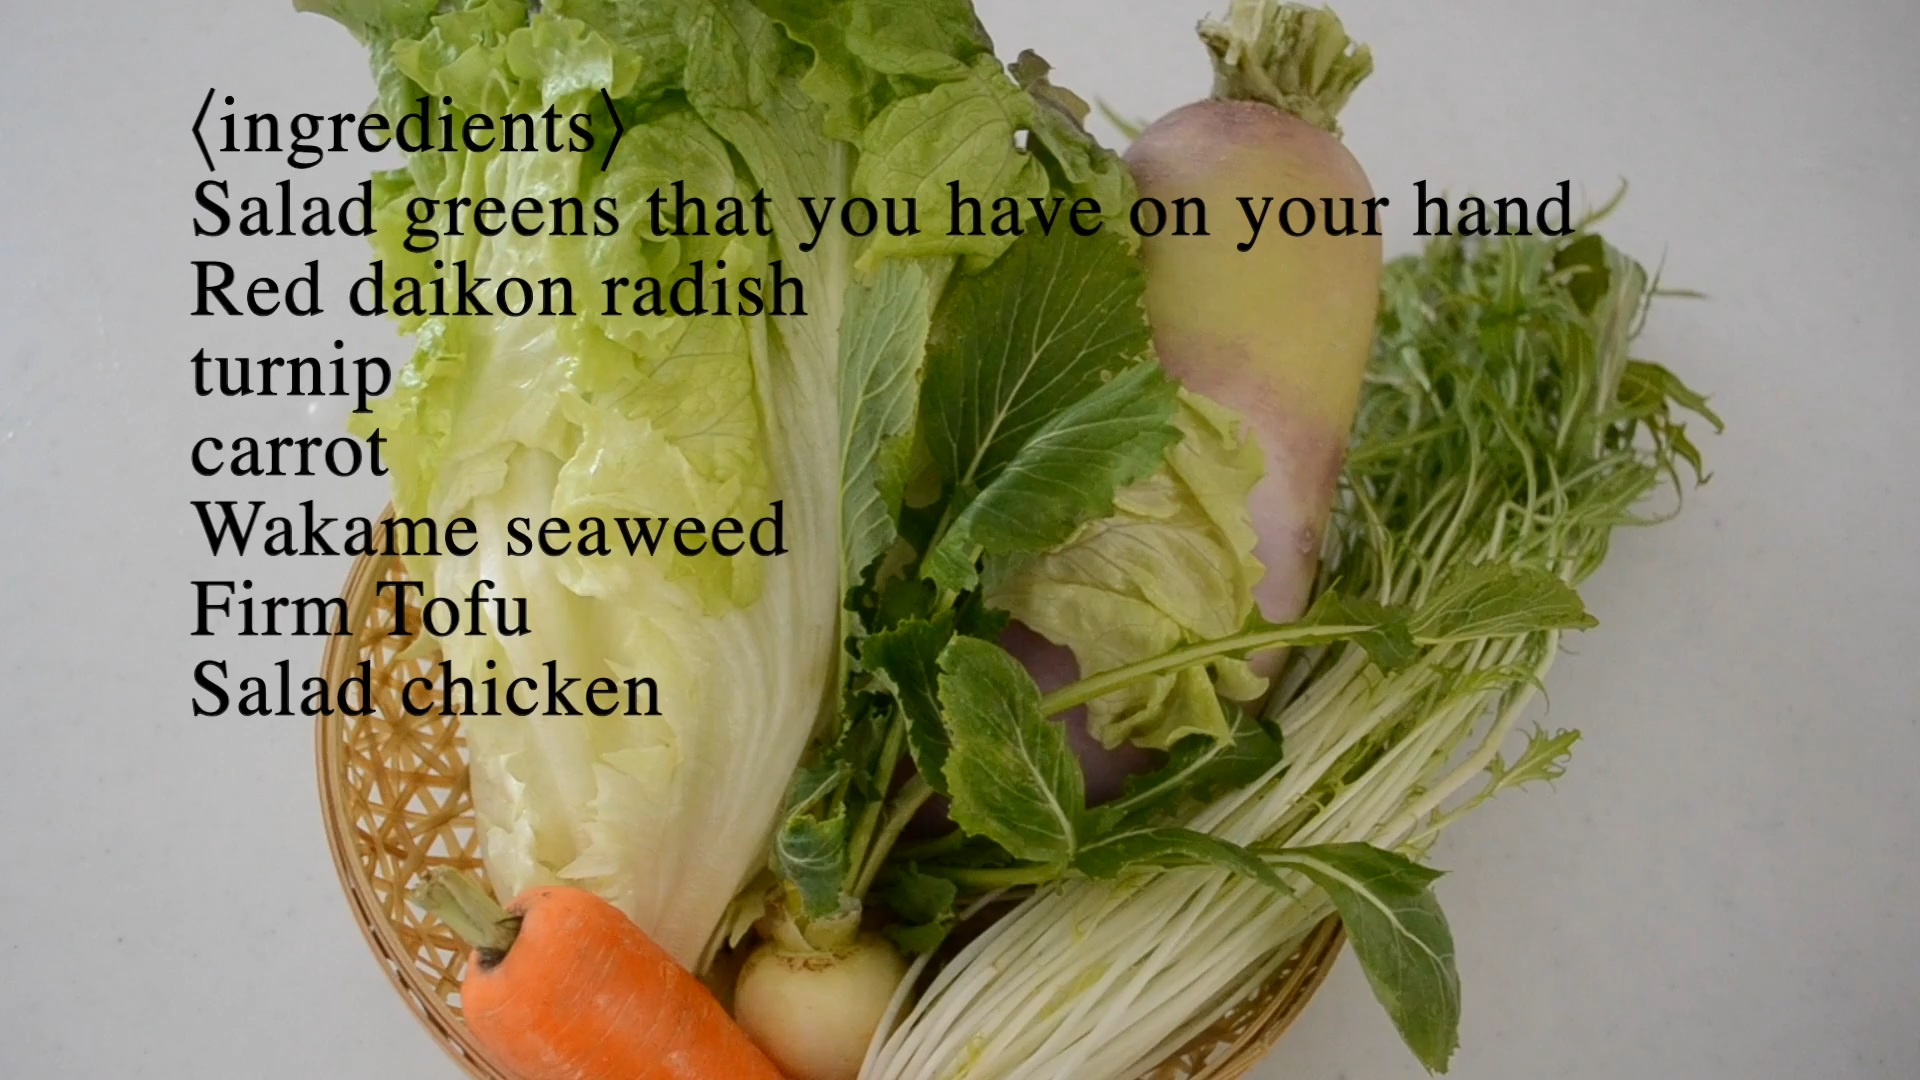 〈ingredients〉
Salad greens that you have on your hand
Red daikon radish
turnip
carrot
Wakame seaweed
Firm Tofu
Salad chicken